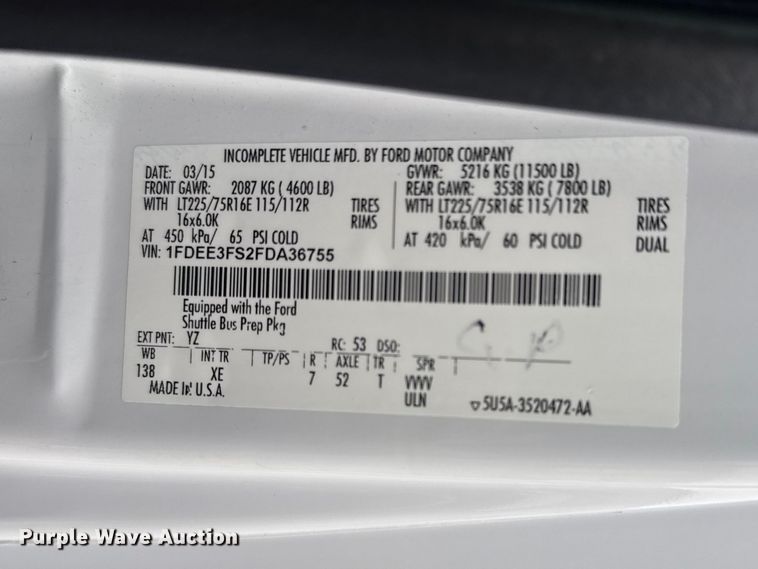 INCOMPLETE VEHICLE MFD. BY FORD MOTOR COMPANY
DATE: 03/15 GVWR: 5216 KG (11500 LB)
FRONT GAWR: 2087 KG ( 4600 LB) REAR GAWR: 3538 KG ( 7800 LB)
WITH LT225/75R16E 115/112R TIRES WITH LT225/75R16E 115/112R TIRES
16x6.0K RIMS 16x6.0K RIMS
AT 450 kPa/ 65 PSI COLD AT 420 kPa/ 60 PSI COLD DUAL
VIN: 1FDEE3FS2FDA36755
Equipped with the Ford
Shuttle Bus Prep Pkg
EXT PNT: YZ RC: 53 DSO:
WB INT TR TP/PS R AXLE TR SPR
138 XE 7 52 T VVVV
MADE IN U.S.A. ULN ▽5U5A-3520472-AA
Purple Wave Auction